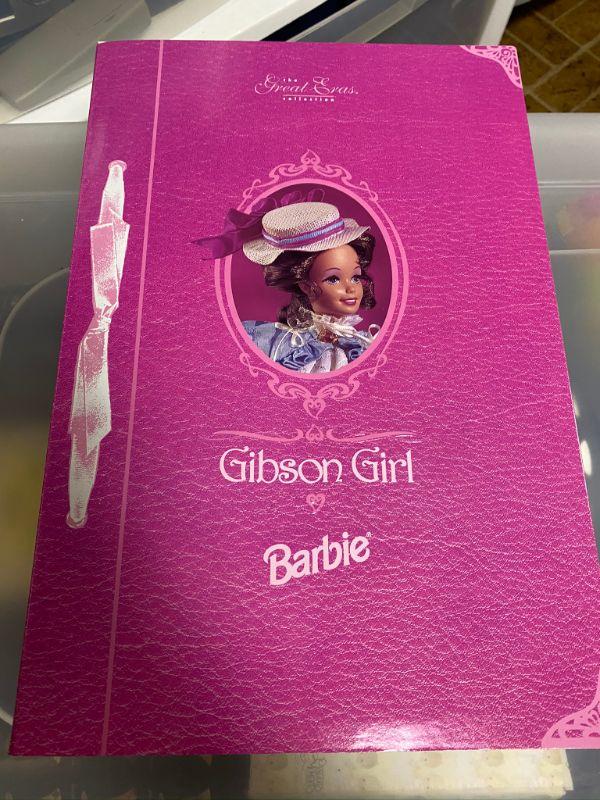 the
Great Eras®
collection
Gibson Girl
Barbie®